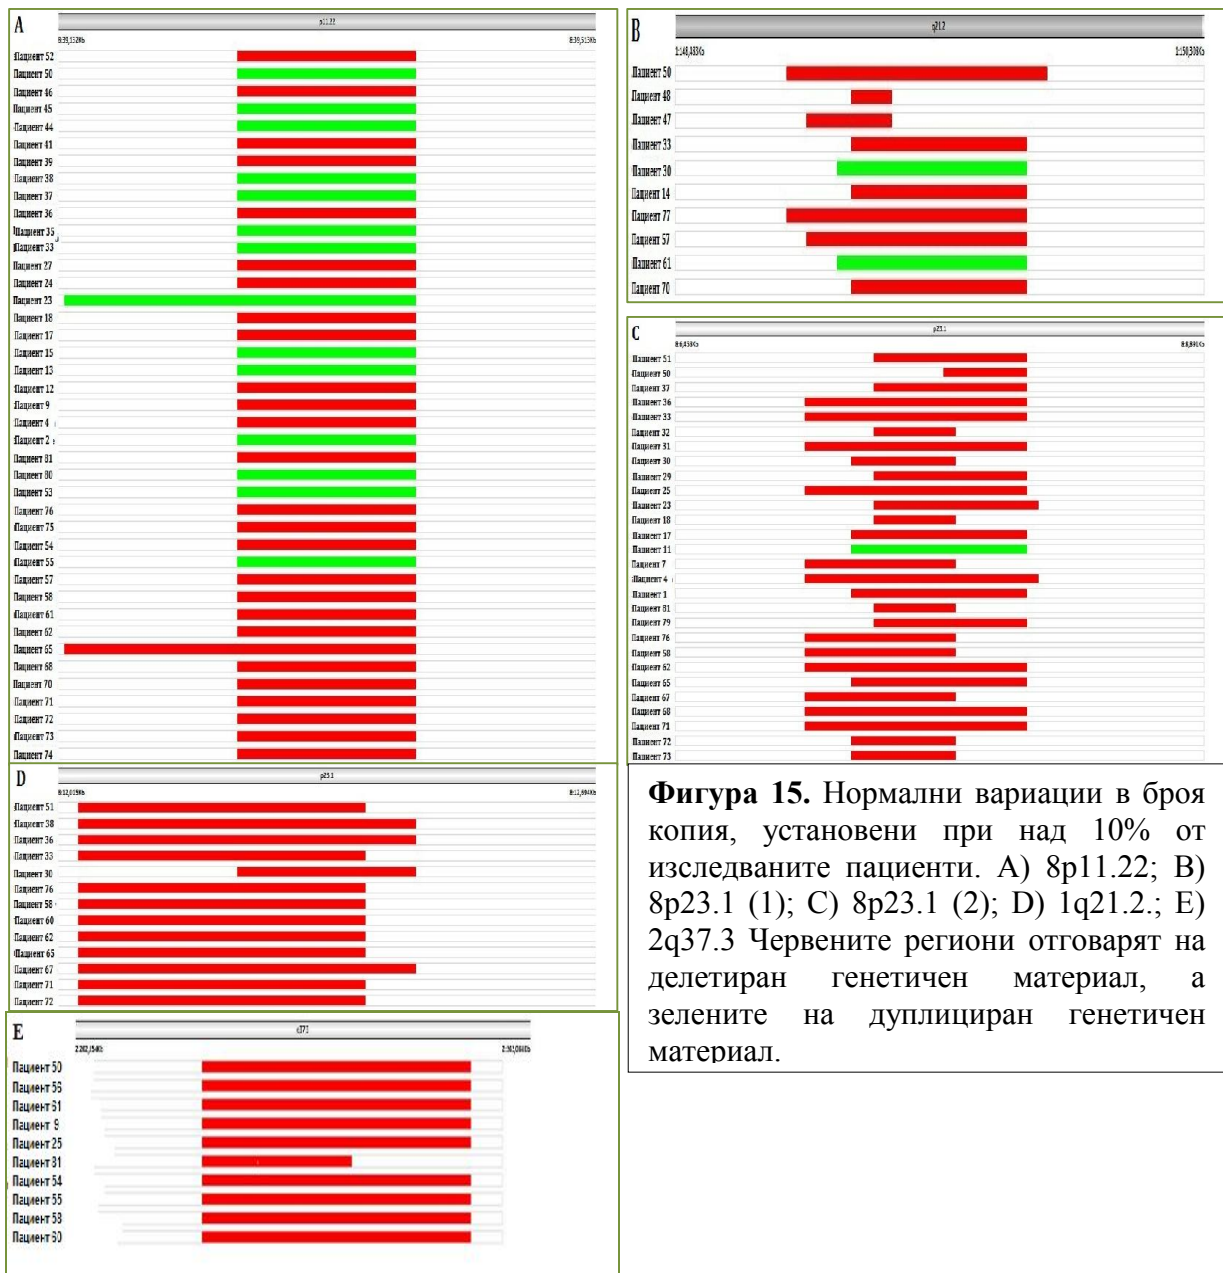 A
p11.22
8:39,132Kb
Пациент 52
Пациент 50
Пациент 46
Пациент 45
Пациент 44
Пациент 41
Пациент 39
Пациент 38
Пациент 37
Пациент 36
Пациент 35
Пациент 33
Пациент 27
Пациент 24
Пациент 23
Пациент 18
Пациент 17
Пациент 15
Пациент 13
Пациент 12
Пациент 9
Пациент 4
Пациент 2
Пациент 81
Пациент 80
Пациент 53
Пациент 76
Пациент 75
Пациент 54
Пациент 55
Пациент 57
Пациент 58
Пациент 61
Пациент 62
Пациент 65
Пациент 68
Пациент 70
Пациент 71
Пациент 72
Пациент 73
Пациент 74
B
q21.2
Пациент 50
Пациент 48
Пациент 47
Пациент 33
Пациент 30
Пациент 14
Пациент 77
Пациент 57
Пациент 61
Пациент 70
C
p23.1
Пациент 51
Пациент 50
Пациент 37
Пациент 36
Пациент 33
Пациент 32
Пациент 31
Пациент 30
Пациент 29
Пациент 25
Пациент 23
Пациент 18
Пациент 17
Пациент 11
Пациент 7
Пациент 4
Пациент 1
Пациент 81
Пациент 79
Пациент 76
Пациент 58
Пациент 62
Пациент 65
Пациент 67
Пациент 68
Пациент 71
Пациент 72
Пациент 73
D
Пациент 51
Пациент 38
Пациент 36
Пациент 33
Пациент 30
Пациент 76
Пациент 58
Пациент 60
Пациент 62
Пациент 65
Пациент 67
Пациент 71
Пациент 72
E
Пациент 50
Пациент
Пациент
Пациент 9
Пациент 25
Пациент
Пациент 54
Пациент 55
Пациент
Пациент
Фигура 15. Нормални вариации в броя
копия, установени при над 10% от
изследваните пациенти. A) 8p11.22; B)
8p23.1 (1); C) 8p23.1 (2); D) 1q21.2.; E)
2q37.3 Червените региони отговарят на
делетиран генетичен материал, а
зелените на дуплициран генетичен
материал.